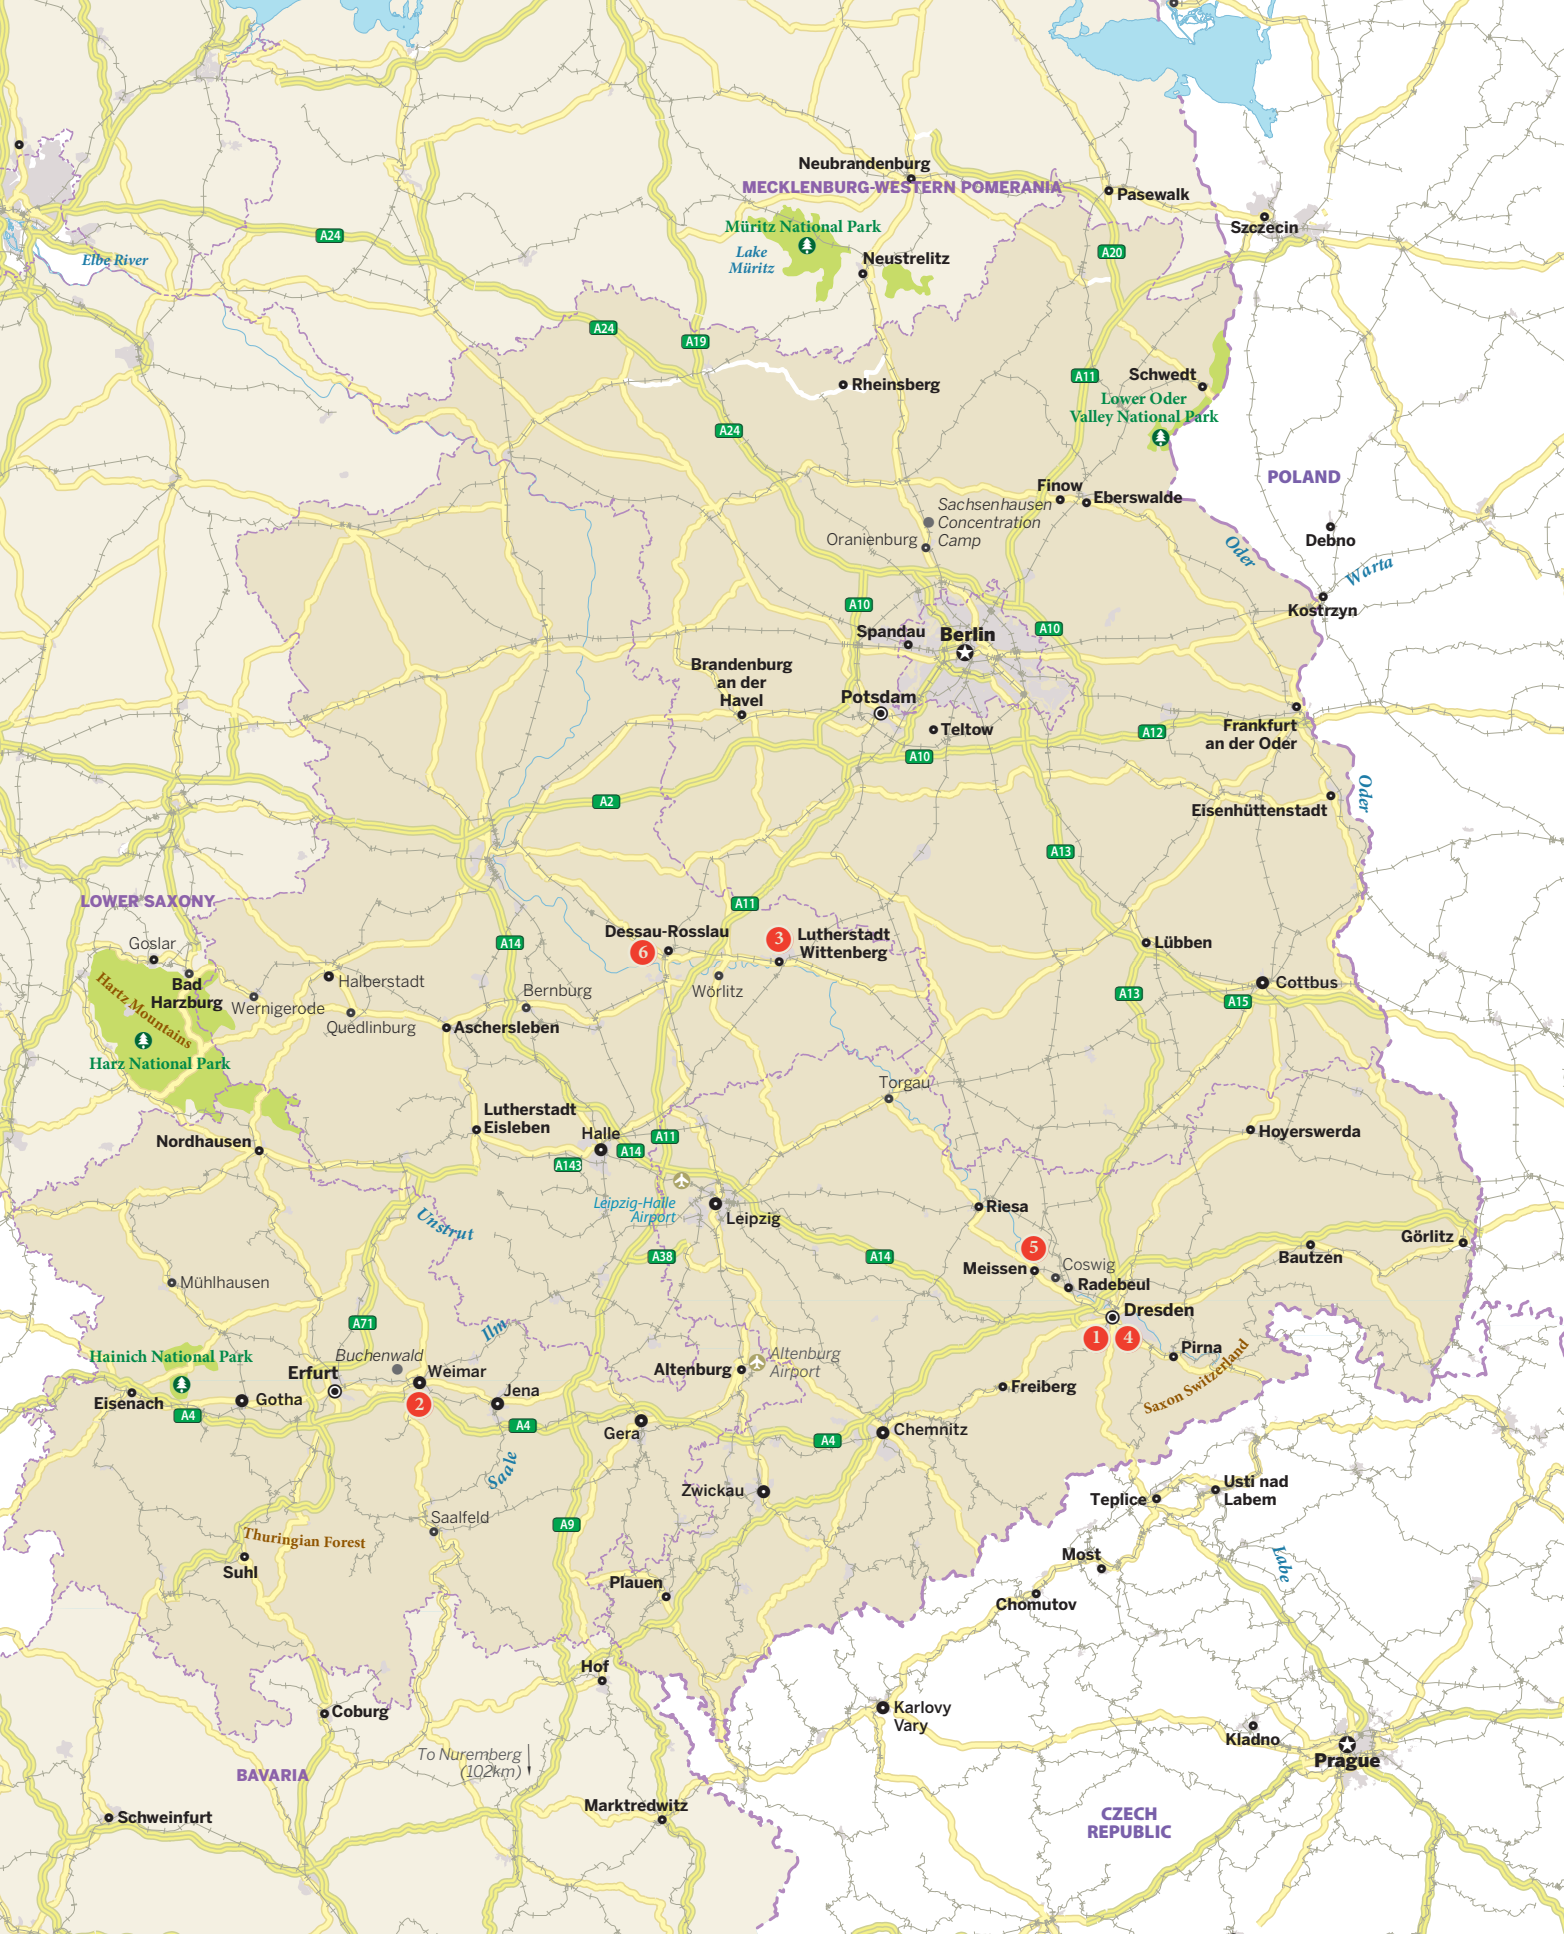 Neubrandenburg
MECKLENBURG-WESTERN POMERANIA
Pasewalk
Szczecin
Müritz National Park
Lake
Müritz
Neustrelitz
A24
A20
Elbe River
A24
A19
Rheinsberg
A11
Schwedt
Lower Oder
Valley National Park
A24
POLAND
Finow
Eberswalde
Sachsenhausen
Concentration
Camp
Oranienburg
Debno
Oder
Warta
Kostrzyn
A10
A10
Spandau
Berlin
Brandenburg
an der
Havel
Potsdam
Teltow
A12
A10
Frankfurt
an der Oder
Oder
Eisenhüttenstadt
A2
A13
LOWER SAXONY
A11
Goslar
A14
Dessau-Rosslau
6
3
Lutherstadt
Wittenberg
Lübben
Bad
Harzburg
Hartz Mountains
Wernigerode
Halberstadt
Quedlinburg
Bernburg
Aschersleben
Wörlitz
A13
A15
Cottbus
Harz National Park
Torgau
Lutherstadt
Eisleben
Nordhausen
Halle
A11
A14
A143
Hoyerswerda
Leipzig-Halle
Airport
Leipzig
Unstrut
Riesa
A38
A14
5
Meissen
Coswig
Radebeul
Görlitz
Bautzen
Mühlhausen
Dresden
1
4
A71
Ilm
Pirna
Saxon Switzerland
Hainich National Park
Buchenwald
Erfurt
Weimar
Altenburg
Altenburg
Airport
Eisenach
Gotha
2
Jena
Freiberg
A4
A4
Gera
A4
Chemnitz
Saale
Zwickau
Teplice
Usti nad
Labem
Saalfeld
A9
Thuringian Forest
Suhl
Most
Labe
Plauen
Chomutov
Hof
Coburg
Karlovy
Vary
Kladno
Prague
To Nuremberg
(102km)
BAVARIA
Marktredwitz
Schweinfurt
CZECH
REPUBLIC